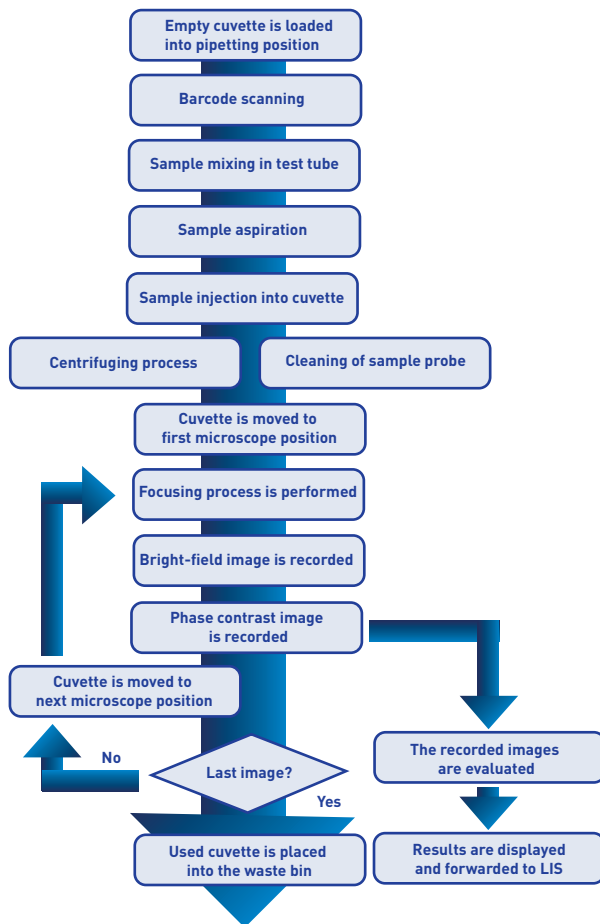 Empty cuvette is loaded
into pipetting position
Barcode scanning
Sample mixing in test tube
Sample aspiration
Sample injection into cuvette
Centrifuging process
Cleaning of sample probe
Cuvette is moved to
first microscope position
Focusing process is performed
Bright-field image is recorded
Phase contrast image
is recorded
Cuvette is moved to
next microscope position
No
Last image?
Yes
The recorded images
are evaluated
Used cuvette is placed
into the waste bin
Results are displayed
and forwarded to LIS